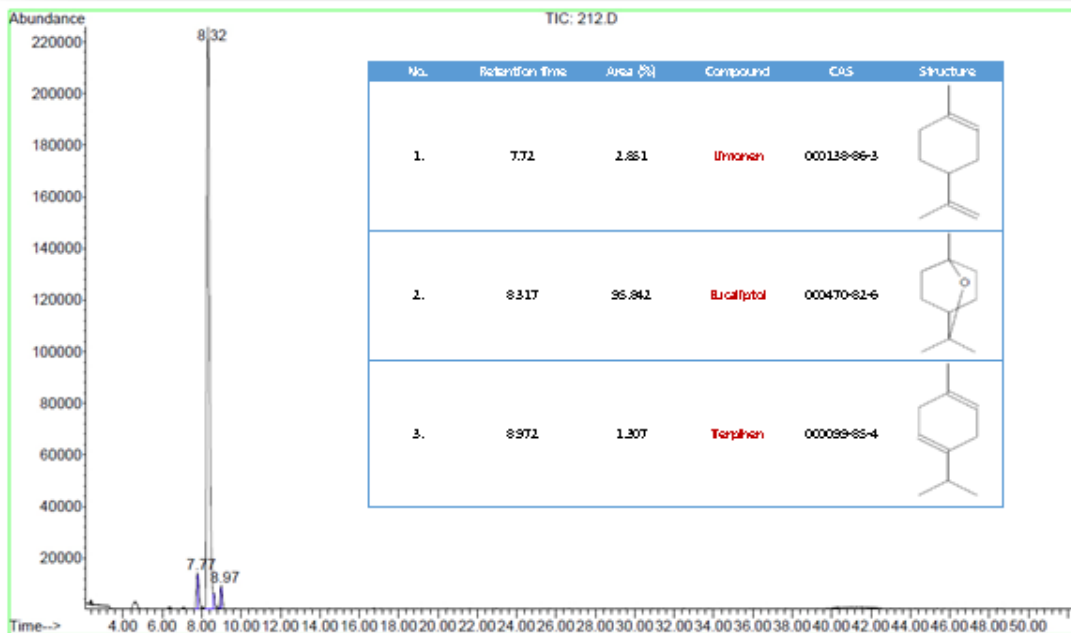 Abundance
TIC: 212.D
220000
200000
180000
160000
140000
120000
100000
80000
60000
40000
20000
8.32
7.77
8.97
Time-->
4.00 6.00 8.00 10.00 12.00 14.00 16.00 18.00 20.00 22.00 24.00 26.00 28.00 30.00 32.00 34.00 36.00 38.00 40.00 42.00 44.00 46.00 48.00 50.00
No. Retention time Area (%) Compound CAS Structure
1. 7.72 Limonen 000138-86-3
2. 8.317 Eucaliptol 000470-82-6
O
3. 8.972 1.307 Terpinen 000099-85-4